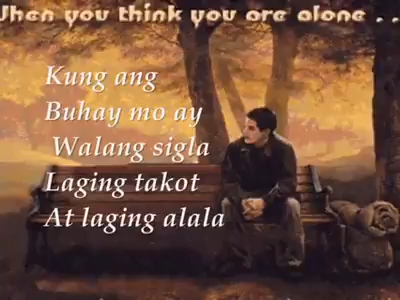 When you think you are alone . . .
Kung ang
Buhay mo ay
Walang sigla
Laging takot
At laging alala